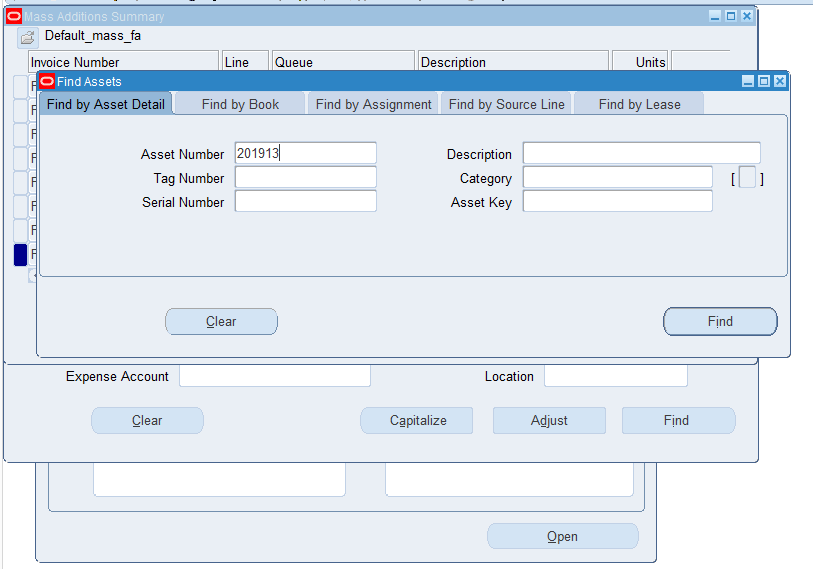 Mass Additions Summary
Default_mass_fa
Invoice Number Line Queue Description Units
Find Assets
Find by Asset Detail Find by Book Find by Assignment Find by Source Line Find by Lease
Asset Number 201913 Description
Tag Number Category [ ]
Serial Number Asset Key
Clear Find
Expense Account Location
Clear Capitalize Adjust Find
Open